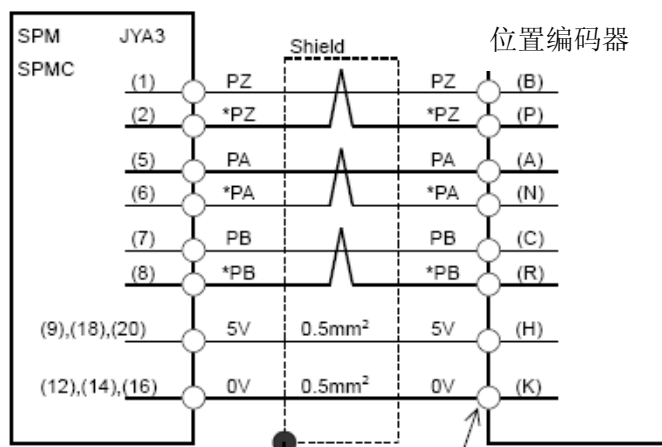 SPM JYA3
Shield
位置编码器
SPMC
(1) PZ PZ (B)
(2) *PZ *PZ (P)
(5) PA PA (A)
(6) *PA *PA (N)
(7) PB PB (C)
(8) *PB *PB (R)
(9),(18),(20) 5V 0.5mm² 5V (H)
(12),(14),(16) 0V 0.5mm² 0V (K)